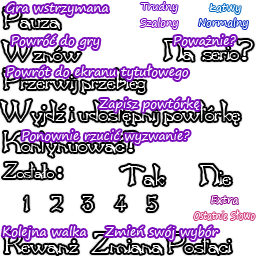 Gra wstrzymana
Trudny
Łatwy
Pauza
Szalony
Normalny
Powróć do gry
Poważnie?
Wznów
Na serio?
Powrót do ekranu tytułowego
Przerwij przebieg
Zapisz powtórkę
Wyjdź i udostępnij powtórkę
Ponownie rzucić wyzwanie?
Kontynuować?
Zostało:
Tak
Nie
1 2 3 4 5
Extra
Ostatnie Słowo
Kolejna walka
Zmień swój wybór
Rewanż
Zmiana Postaci